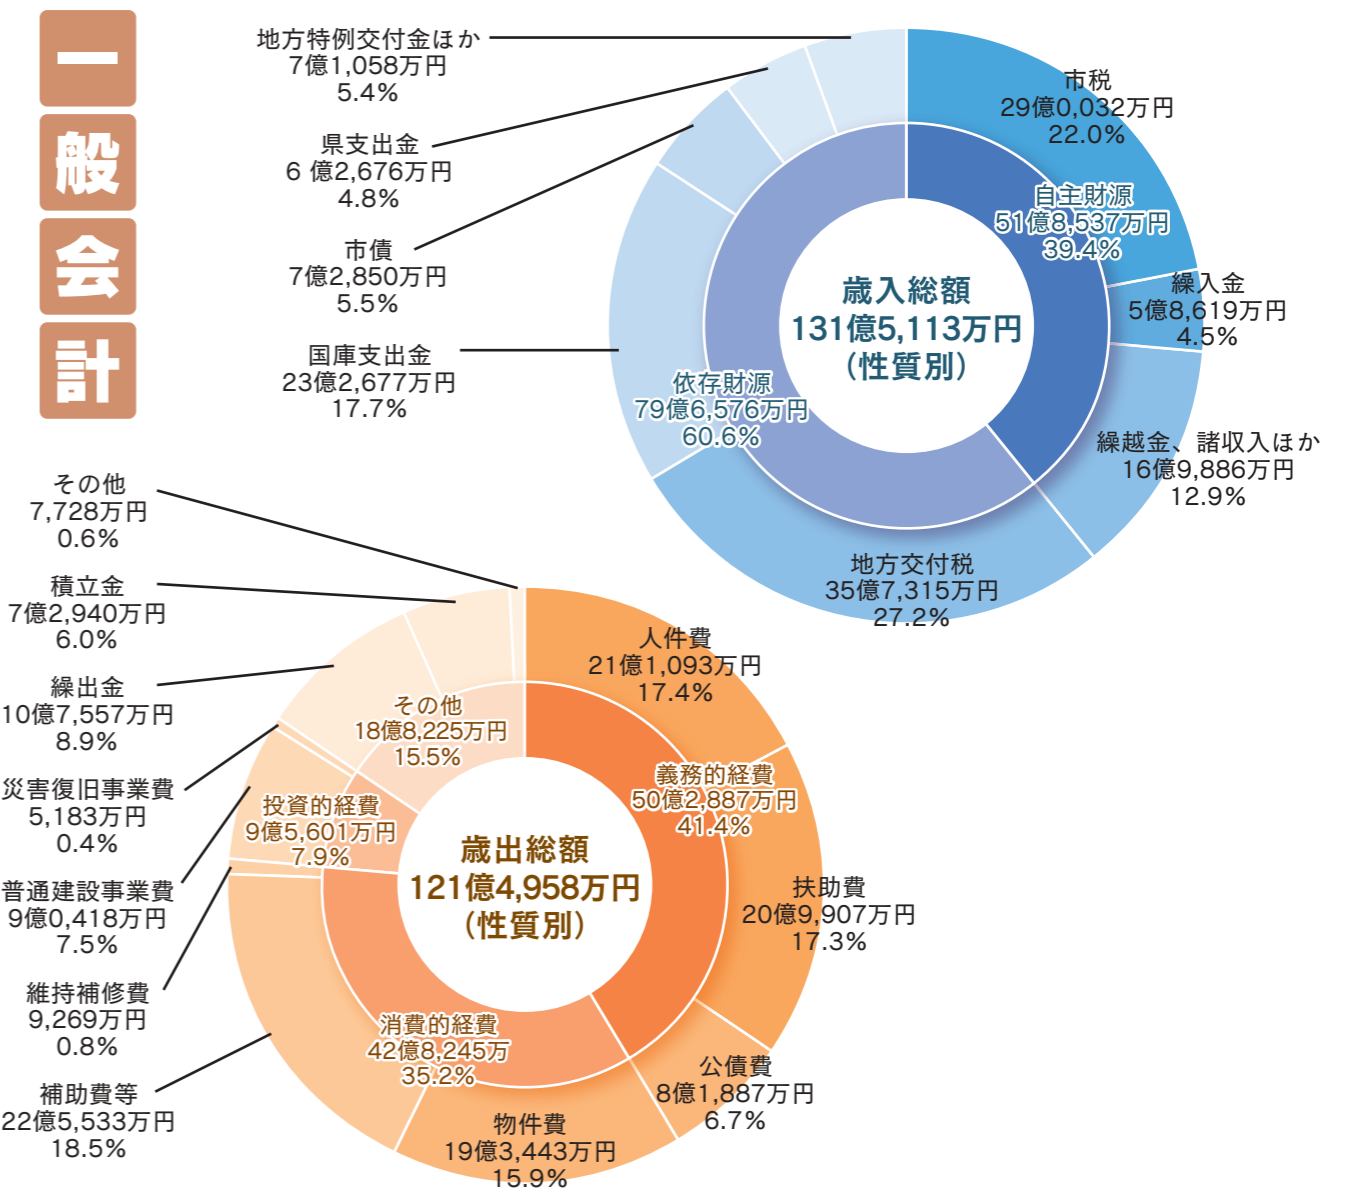 一般会計
地方特例交付金ほか
7億1,058万円
5.4%
県支出金
6 億2,676万円
4.8%
市債
7億2,850万円
5.5%
国庫支出金
23億2,677万円
17.7%
市税
29億0,032万円
22.0%
自主財源
51億8,537万円
39.4%
繰入金
5億8,619万円
4.5%
歳入総額
131億5,113万円
(性質別)
依存財源
79億6,576万円
60.6%
繰越金、諸収入ほか
16億9,886万円
12.9%
地方交付税
35億7,315万円
27.2%
その他
7,728万円
0.6%
積立金
7億2,940万円
6.0%
繰出金
10億7,557万円
8.9%
災害復旧事業費
5,183万円
0.4%
普通建設事業費
9億0,418万円
7.5%
維持補修費
9,269万円
0.8%
補助費等
22億5,533万円
18.5%
人件費
21億1,093万円
17.4%
その他
18億8,225万円
15.5%
義務的経費
50億2,887万円
41.4%
投資的経費
9億5,601万円
7.9%
歳出総額
121億4,958万円
(性質別)
扶助費
20億9,907万円
17.3%
消費的経費
42億8,245万
35.2%
公債費
8億1,887万円
6.7%
物件費
19億3,443万円
15.9%